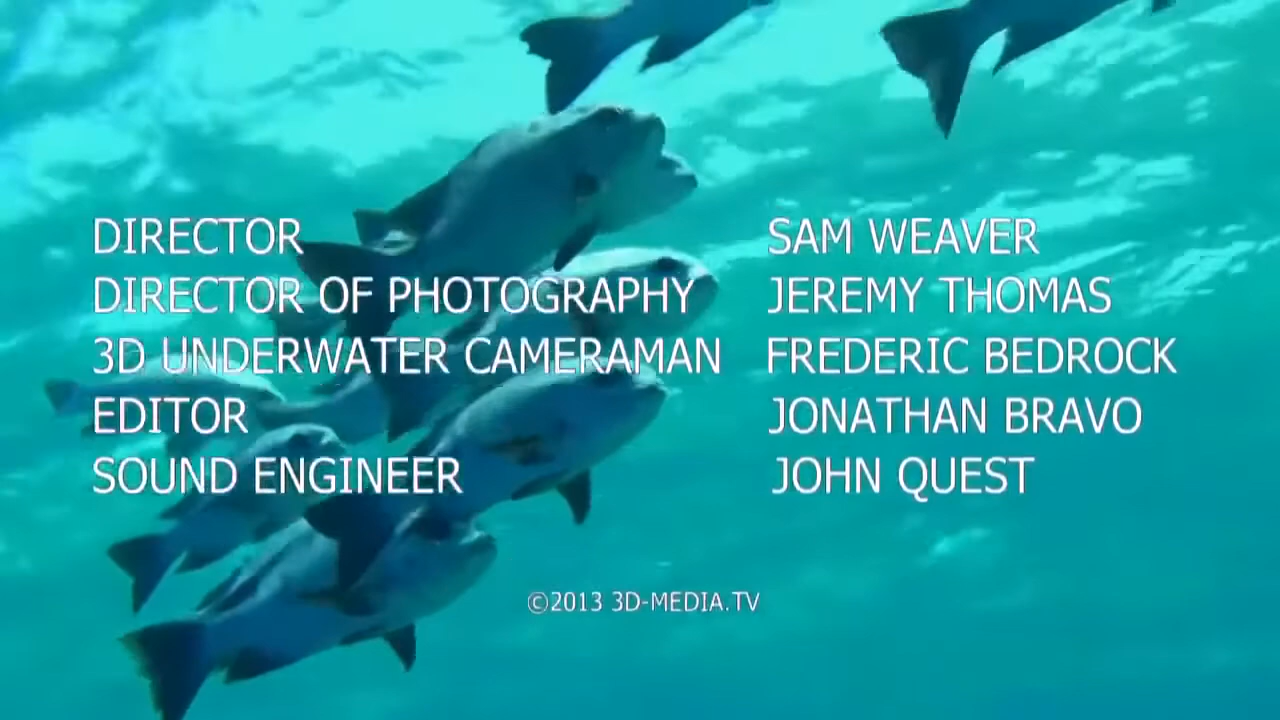 DIRECTOR SAM WEAVER
DIRECTOR OF PHOTOGRAPHY JEREMY THOMAS
3D UNDERWATER CAMERAMAN FREDERIC BEDROCK
EDITOR JONATHAN BRAVO
SOUND ENGINEER JOHN QUEST
©2013 3D-MEDIA.TV